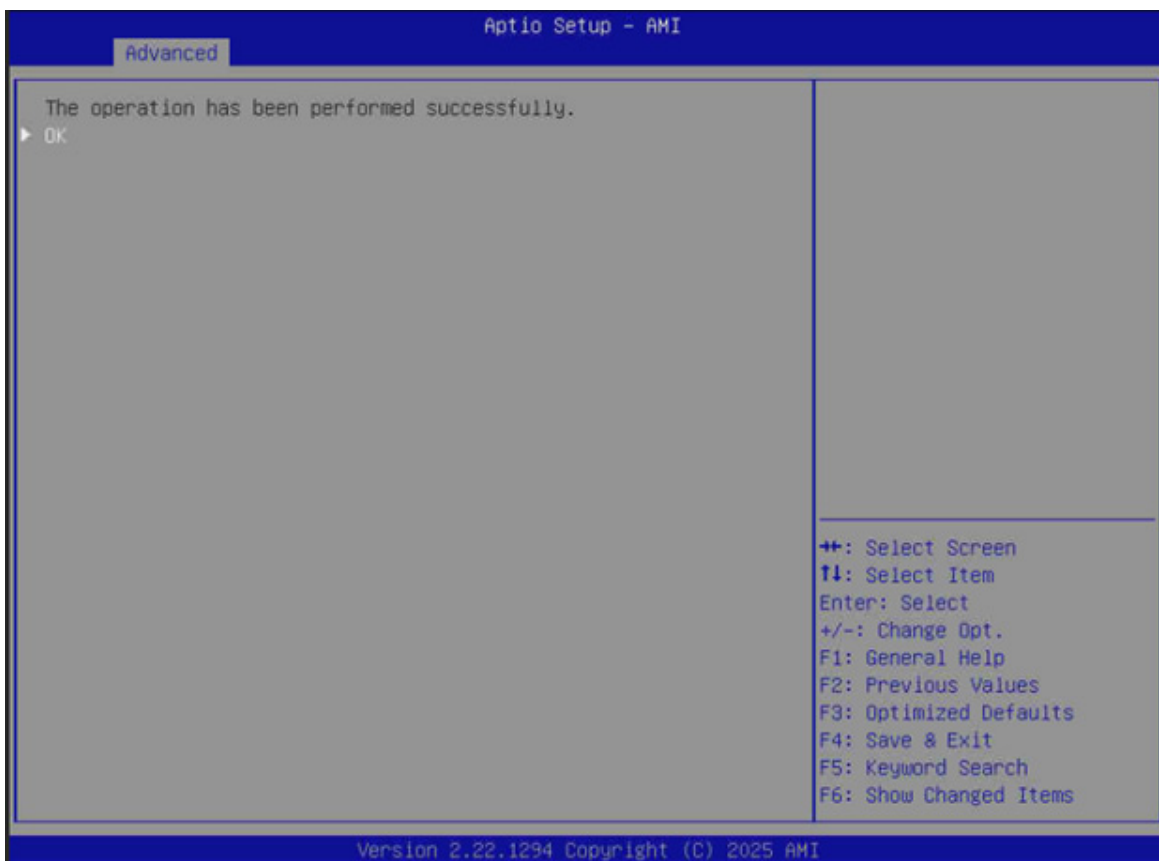 Aptio Setup – AMI
Advanced
The operation has been performed successfully.
▶ OK
→←: Select Screen
↑↓: Select Item
Enter: Select
+/-: Change Opt.
F1: General Help
F2: Previous Values
F3: Optimized Defaults
F4: Save & Exit
F5: Keyword Search
F6: Show Changed Items
Version 2.22.1294 Copyright (C) 2025 AMI